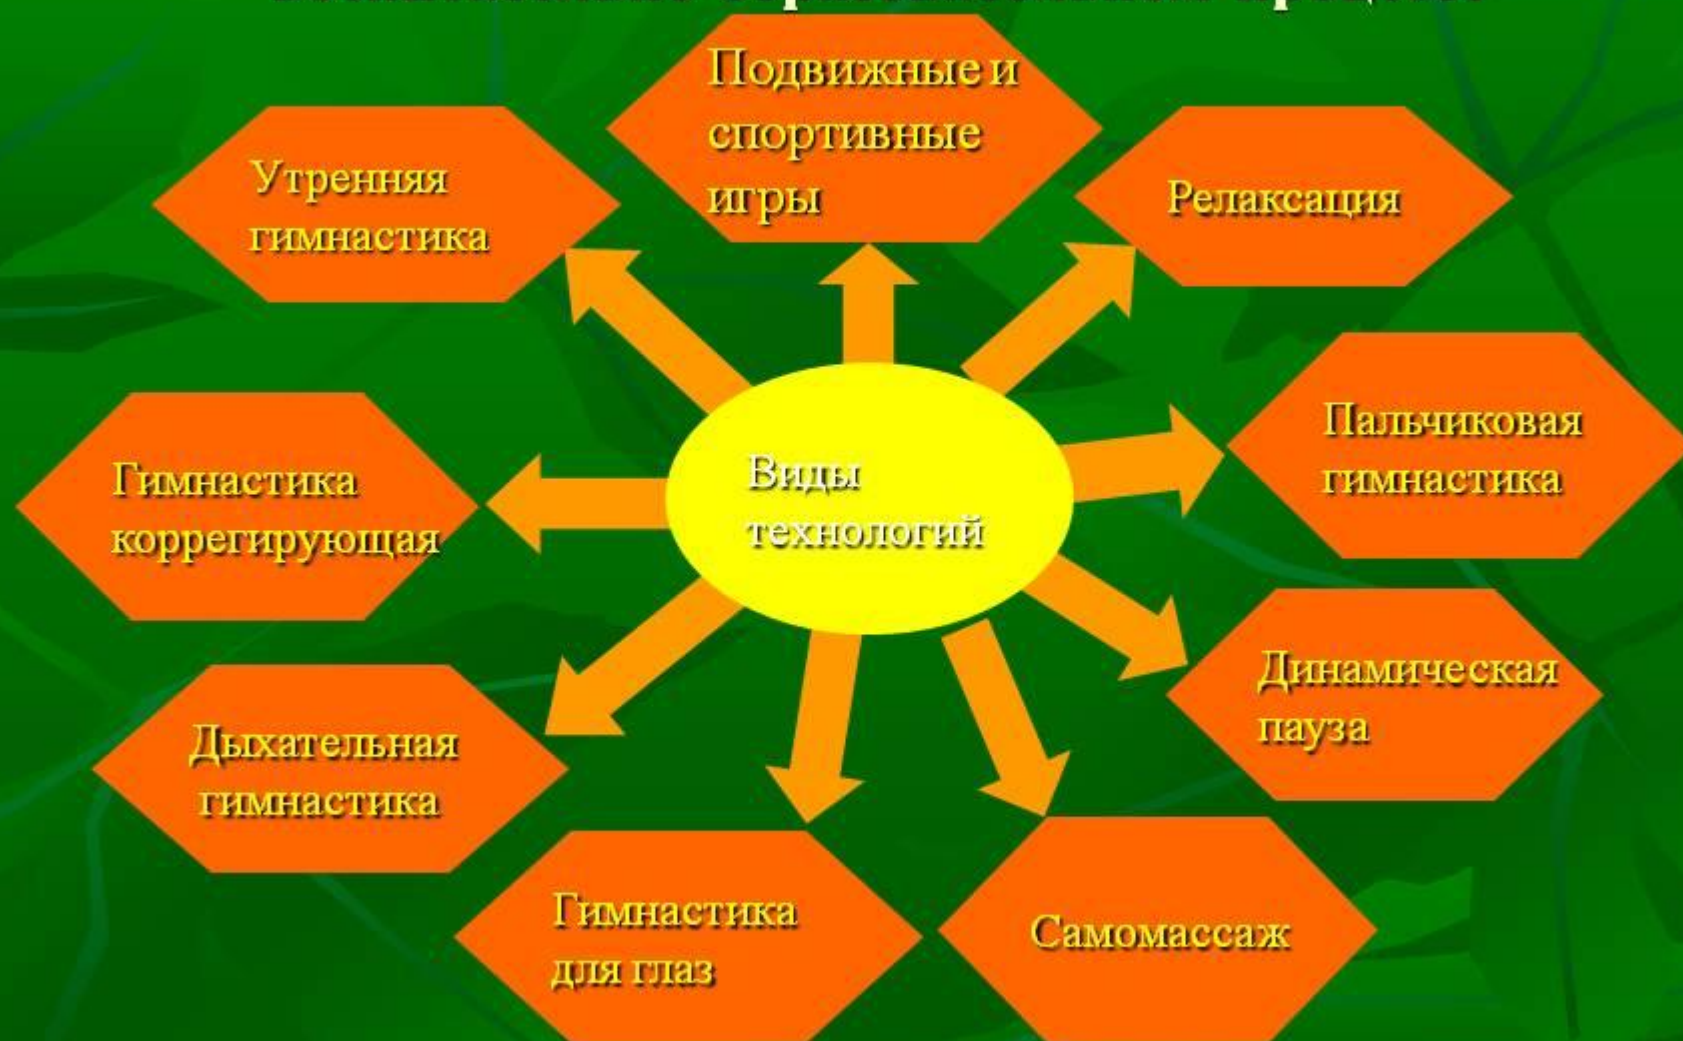 Подвижные и
спортивные
игры
Утренняя
гимнастика
Релаксация
Пальчиковая
гимнастика
Гимнастика
коррегирующая
Виды
технологий
Динамическая
пауза
Дыхательная
гимнастика
Гимнастика
для глаз
Самомассаж